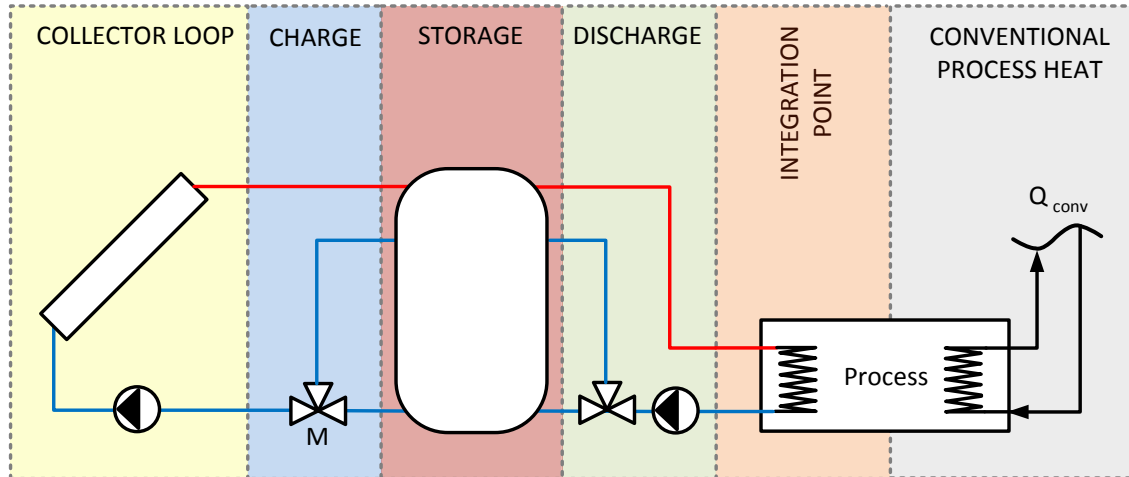 COLLECTOR LOOP
CHARGE
STORAGE
DISCHARGE
INTEGRATION
POINT
CONVENTIONAL
PROCESS HEAT
Q conv
Process
M